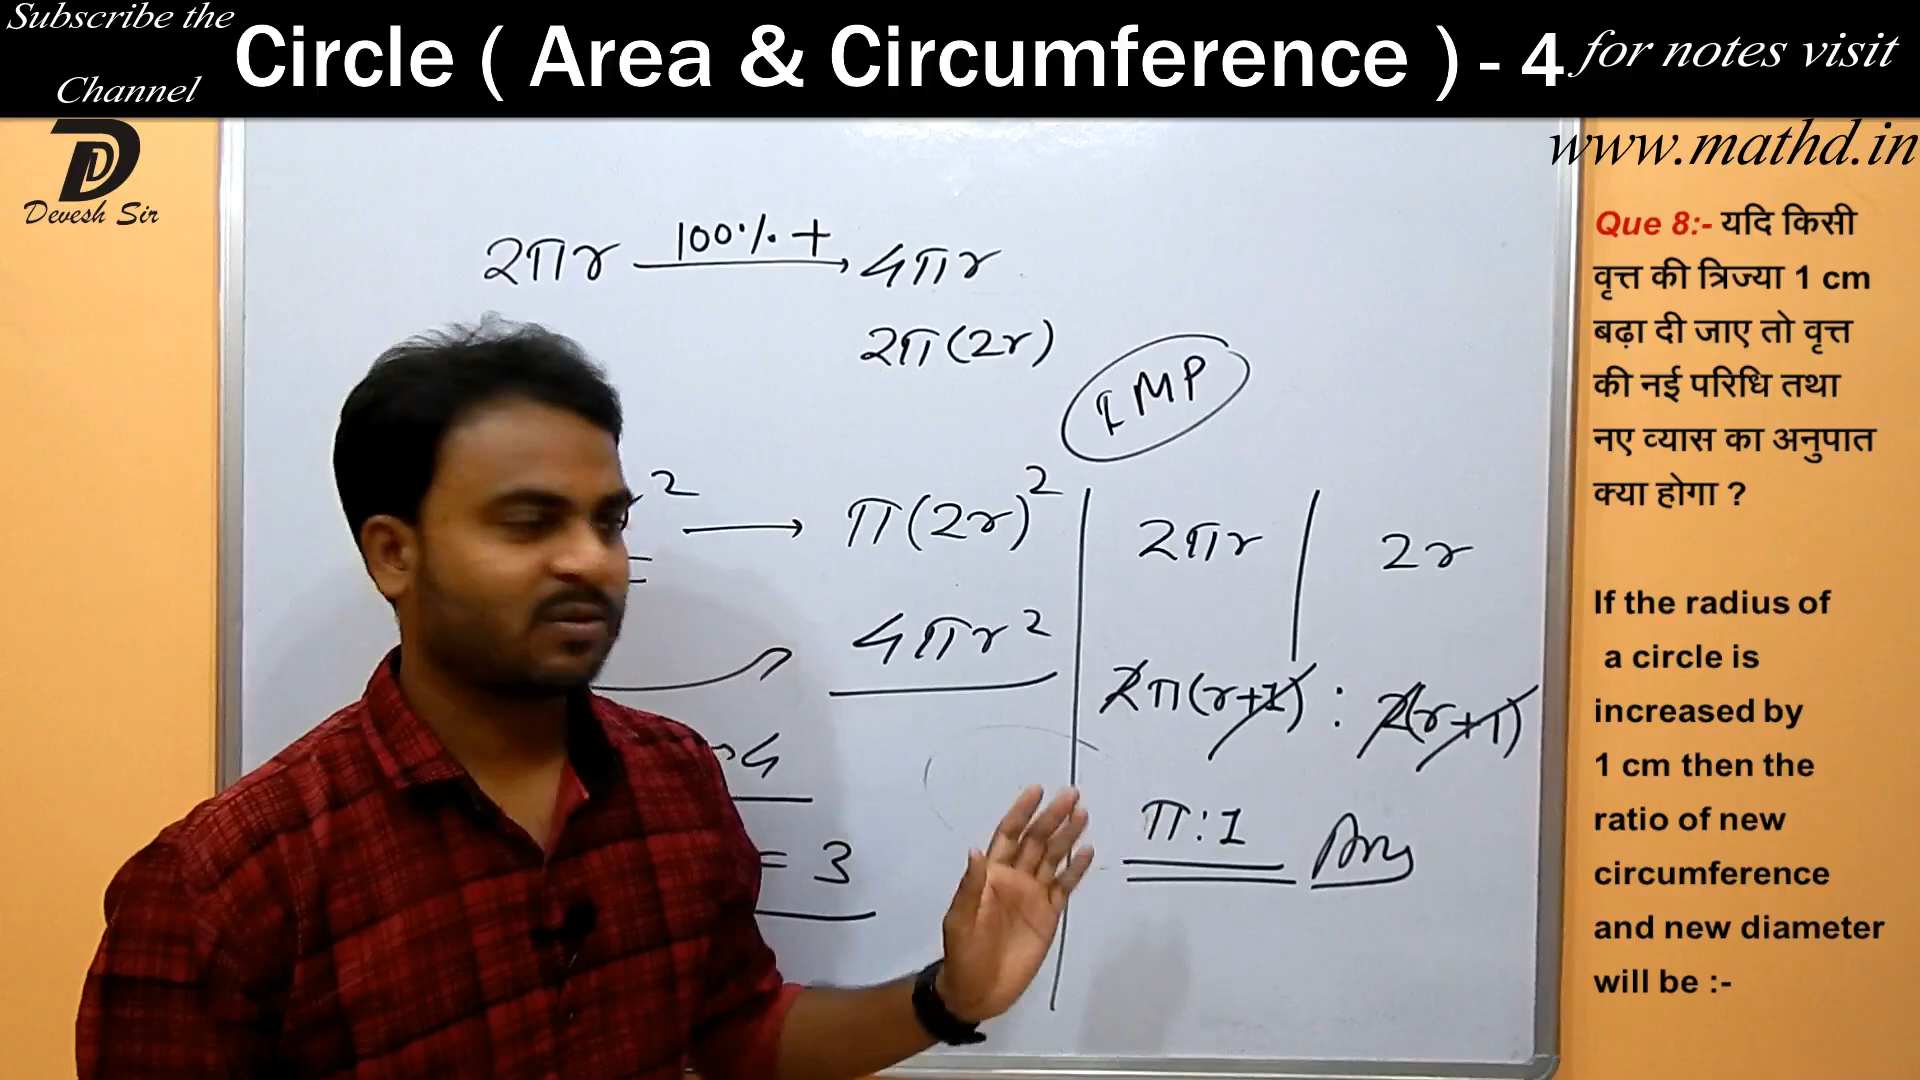 Subscribe the
Channel
Circle ( Area & Circumference ) - 4
for notes visit
www.mathd.in
D
Devesh Sir
2πr 100% + 4πr
2π(2r)
IMP
2 → π(2r)²
=
4πr²
4
= 3
2πr | 2r
2π(r+1) : 2(r+1)
π:1 Ans
Que 8:- यदि किसी
वृत्त की त्रिज्या 1 cm
बढ़ा दी जाए तो वृत्त
की नई परिधि तथा
नए व्यास का अनुपात
क्या होगा ?
If the radius of
a circle is
increased by
1 cm then the
ratio of new
circumference
and new diameter
will be :-